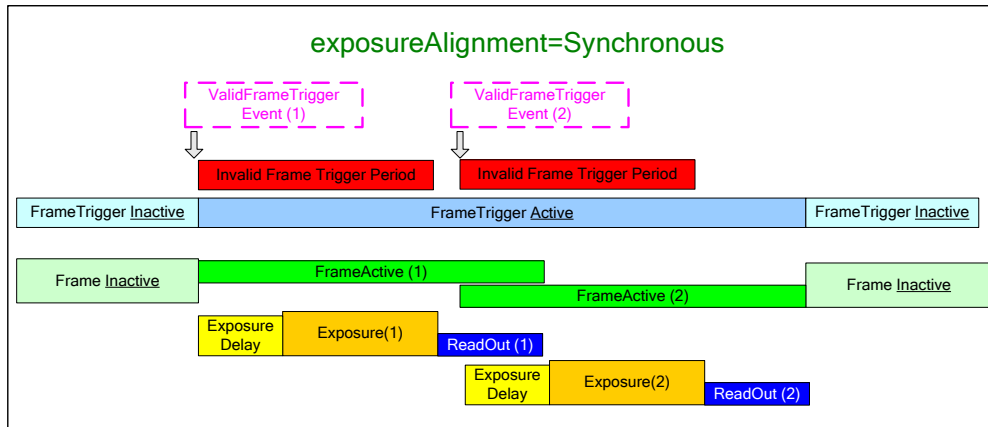 exposureAlignment=Synchronous
ValidFrameTrigger
Event (1)
ValidFrameTrigger
Event (2)
Invalid Frame Trigger Period
Invalid Frame Trigger Period
FrameTrigger Inactive
FrameTrigger Active
FrameTrigger Inactive
Frame Inactive
FrameActive (1)
FrameActive (2)
Frame Inactive
Exposure
Delay
Exposure(1)
ReadOut (1)
Exposure
Delay
Exposure(2)
ReadOut (2)